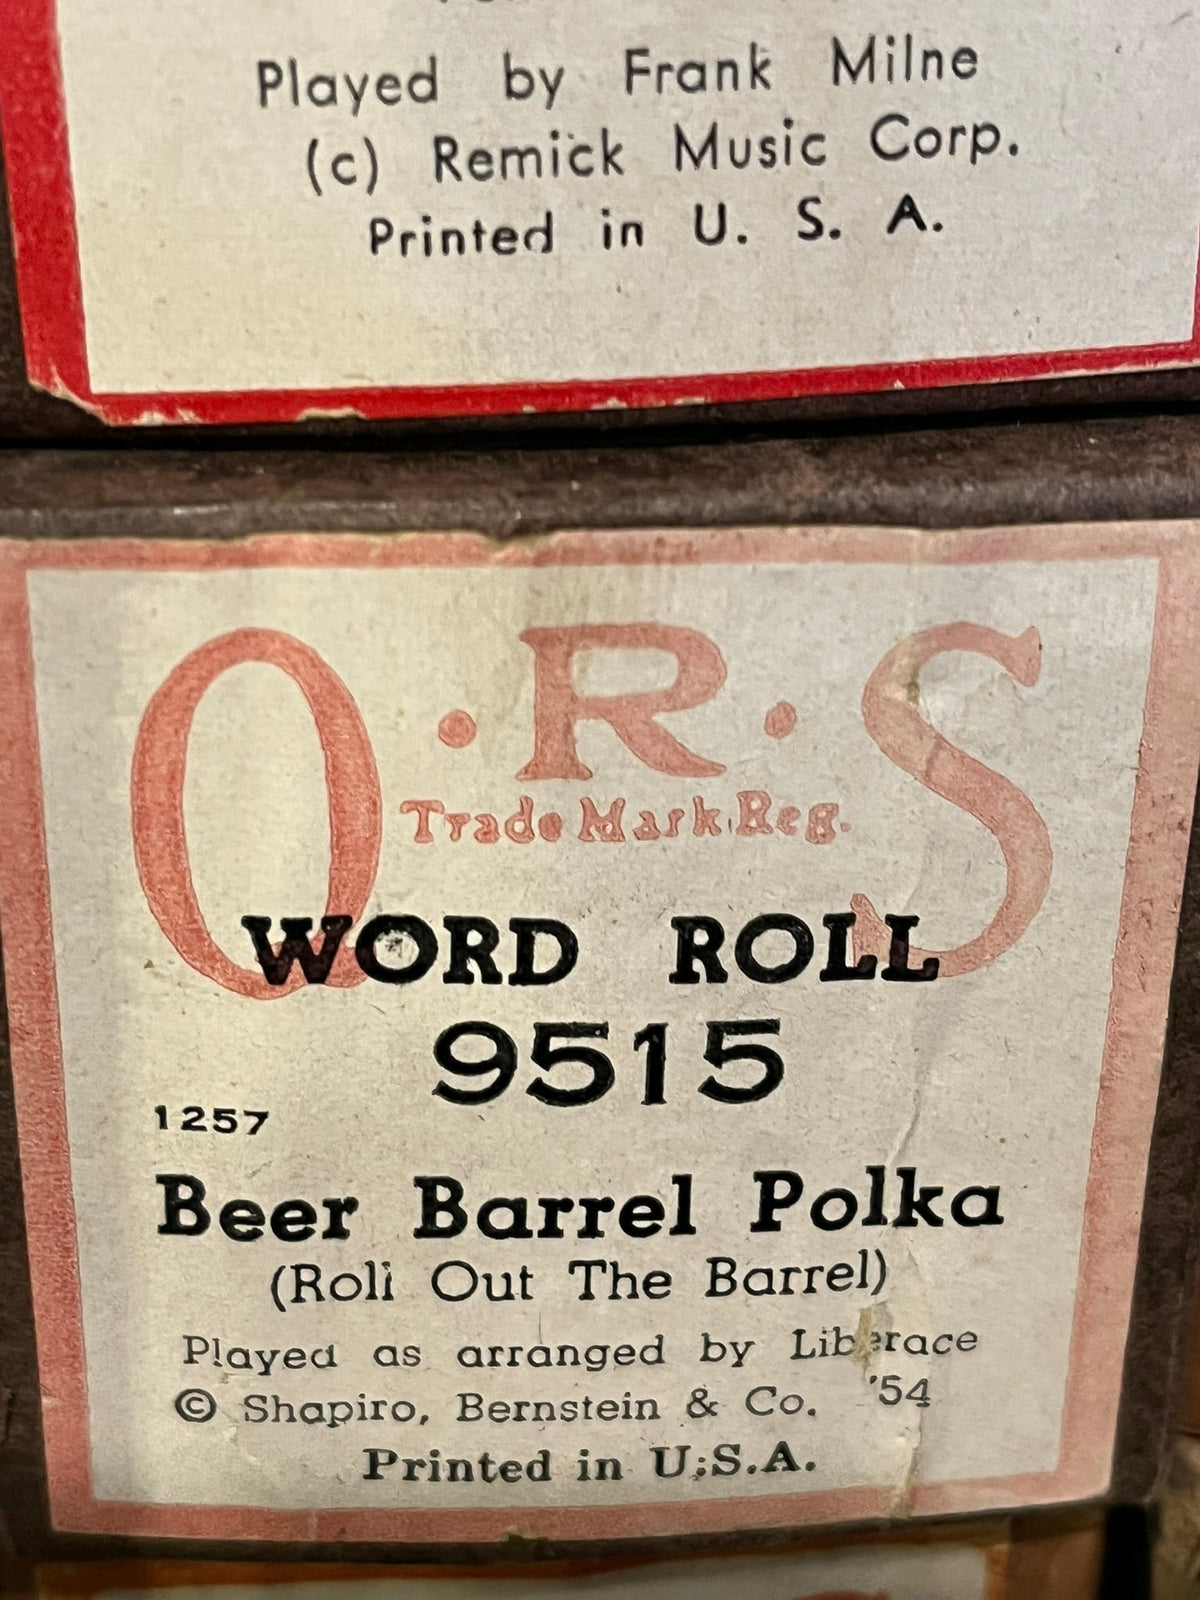 Played by Frank Milne
(c) Remick Music Corp.
Printed in U. S. A.
Q·R·S
Trade Mark Reg.
WORD ROLL
9515
1257
Beer Barrel Polka
(Roll Out The Barrel)
Played as arranged by Liberace
© Shapiro, Bernstein & Co. '54
Printed in U.S.A.